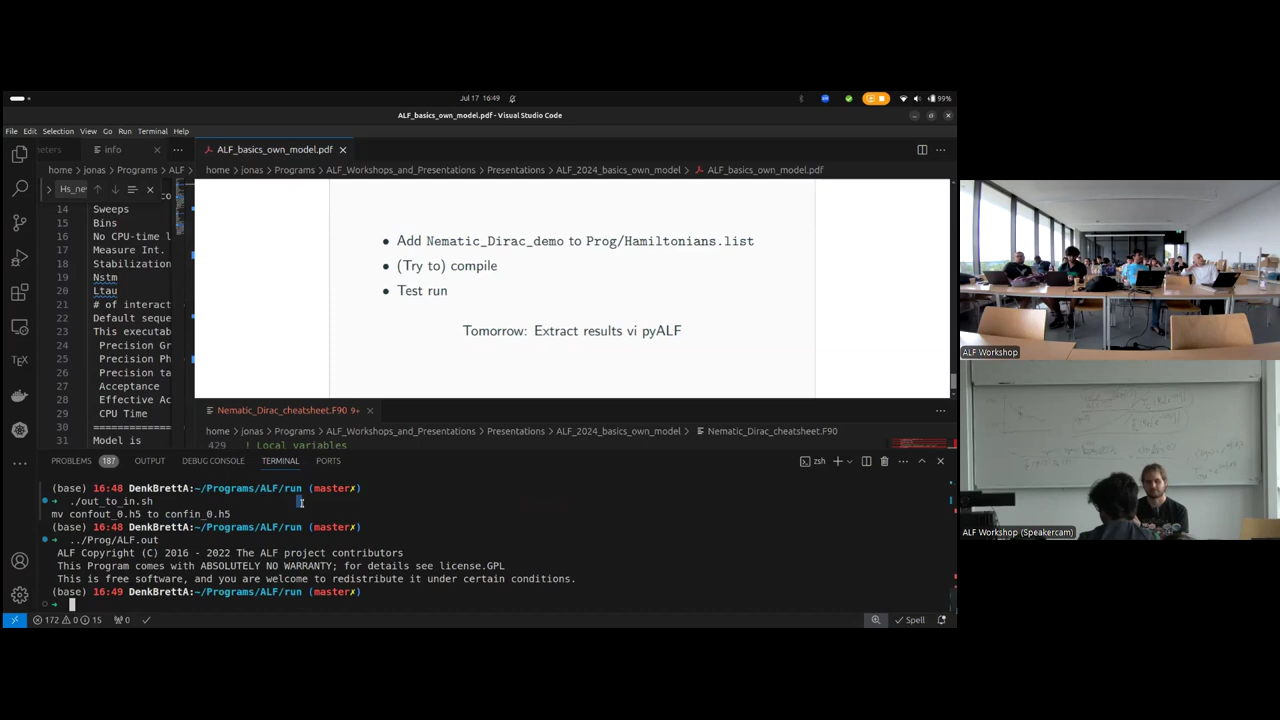 Jul 17 16:49
99%
ALF_basics_own_model.pdf - Visual Studio Code
File Edit Selection View Go Run Terminal Help
meters info ALF_basics_own_model.pdf
home > jonas > Programs > ALF home > jonas > Programs > ALF_Workshops_and_Presentations > Presentations > ALF_2024_basics_own_model > ALF_basics_own_model.pdf
Hs_ne
14 Sweeps
15 Bins
16 No CPU-time l
17 Measure Int.
18 Stabilization
19 Nstm
20 Ltau
21 # of interact
22 Default seque
23 This executab
24 Precision Gr
25 Precision Ph
26 Precision ta
27 Acceptance
28 Effective Ac
29 CPU Time
30 ==============
31 Model is
• Add Nematic_Dirac_demo to Prog/Hamiltonians.list
• (Try to) compile
• Test run
Tomorrow: Extract results vi pyALF
Nematic_Dirac_cheatsheet.F90 9+
home > jonas > Programs > ALF_Workshops_and_Presentations > Presentations > ALF_2024_basics_own_model > Nematic_Dirac_cheatsheet.F90
429 ! Local variables
PROBLEMS 187 OUTPUT DEBUG CONSOLE TERMINAL PORTS
zsh
(base) 16:48 DenkBrettA:~/Programs/ALF/run (master✗)
➜ ./out_to_in.sh
mv confout_0.h5 to confin_0.h5
(base) 16:48 DenkBrettA:~/Programs/ALF/run (master✗)
➜ ../Prog/ALF.out
ALF Copyright (C) 2016 - 2022 The ALF project contributors
This Program comes with ABSOLUTELY NO WARRANTY; for details see license.GPL
This is free software, and you are welcome to redistribute it under certain conditions.
(base) 16:49 DenkBrettA:~/Programs/ALF/run (master✗)
➜
TEX
172 0 15 0 Spell
ALF Workshop
ALF Workshop (Speakercam)